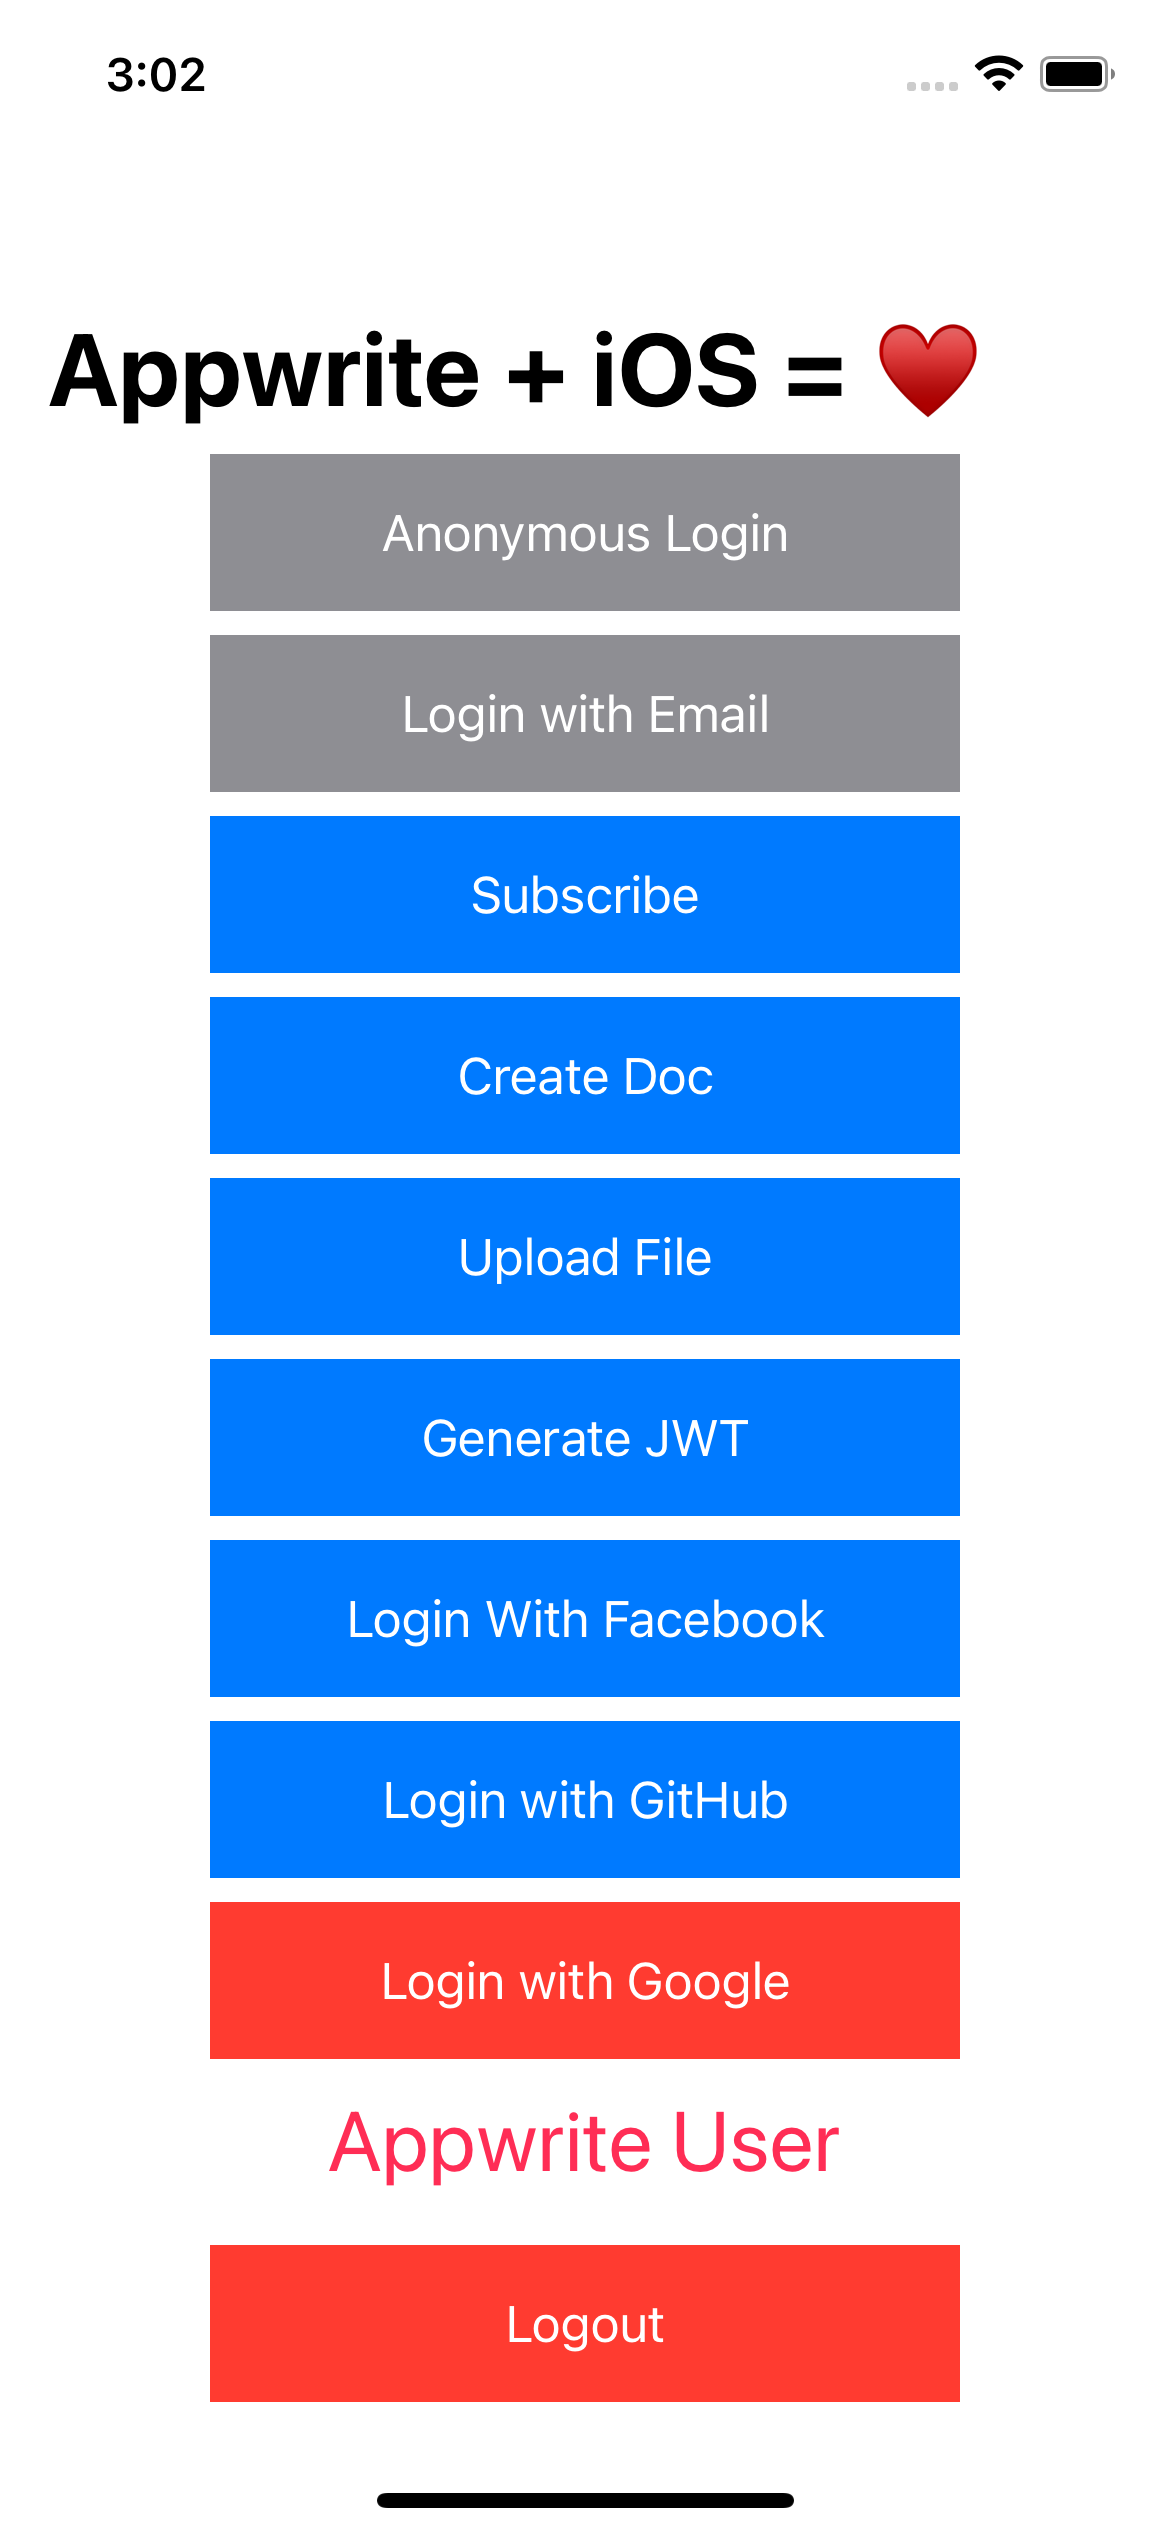 3:02
Appwrite + iOS = ♥️
Anonymous Login
Login with Email
Subscribe
Create Doc
Upload File
Generate JWT
Login With Facebook
Login with GitHub
Login with Google
Appwrite User
Logout